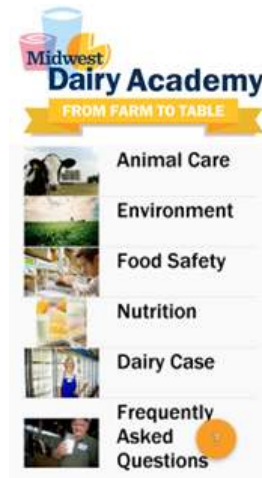 Midwest
Dairy Academy
FROM FARM TO TABLE
Animal Care
Environment
Food Safety
Nutrition
Dairy Case
Frequently
Asked
Questions